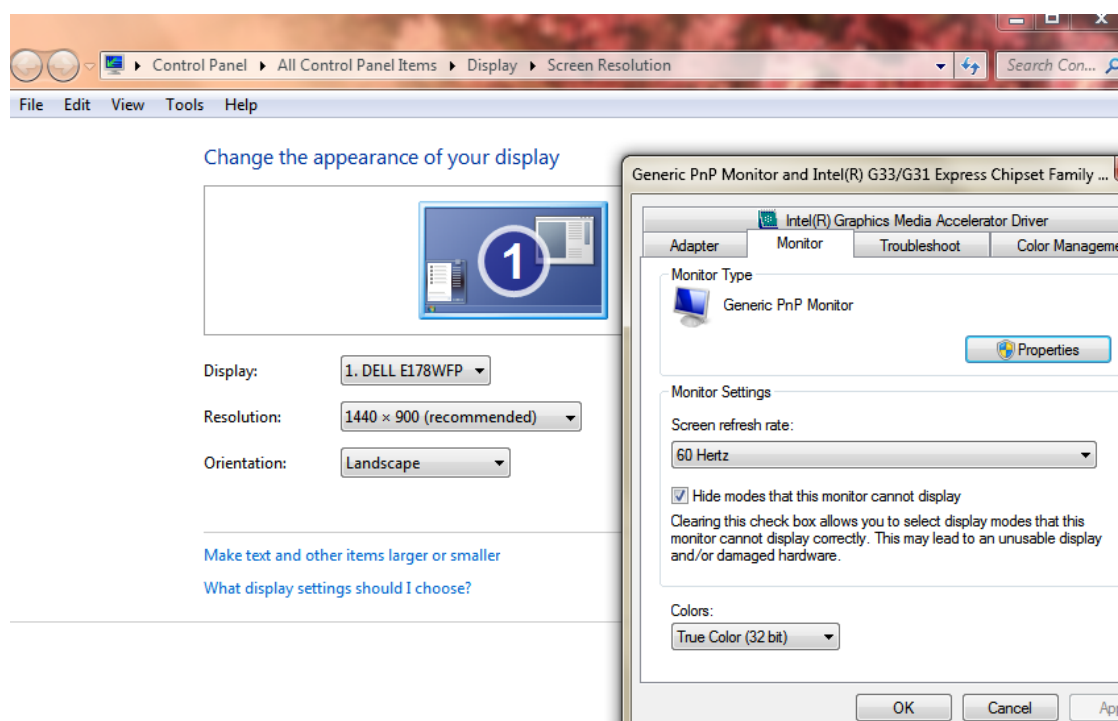 Control Panel ▸ All Control Panel Items ▸ Display ▸ Screen Resolution
Search Con...
File Edit View Tools Help
Change the appearance of your display
1
Display: 1. DELL E178WFP
Resolution: 1440 × 900 (recommended)
Orientation: Landscape
Make text and other items larger or smaller
What display settings should I choose?
Generic PnP Monitor and Intel(R) G33/G31 Express Chipset Family ...
Intel(R) Graphics Media Accelerator Driver
Adapter Monitor Troubleshoot Color Manageme
Monitor Type
Generic PnP Monitor
Properties
Monitor Settings
Screen refresh rate:
60 Hertz
Hide modes that this monitor cannot display
Clearing this check box allows you to select display modes that this
monitor cannot display correctly. This may lead to an unusable display
and/or damaged hardware.
Colors:
True Color (32 bit)
OK Cancel Ap